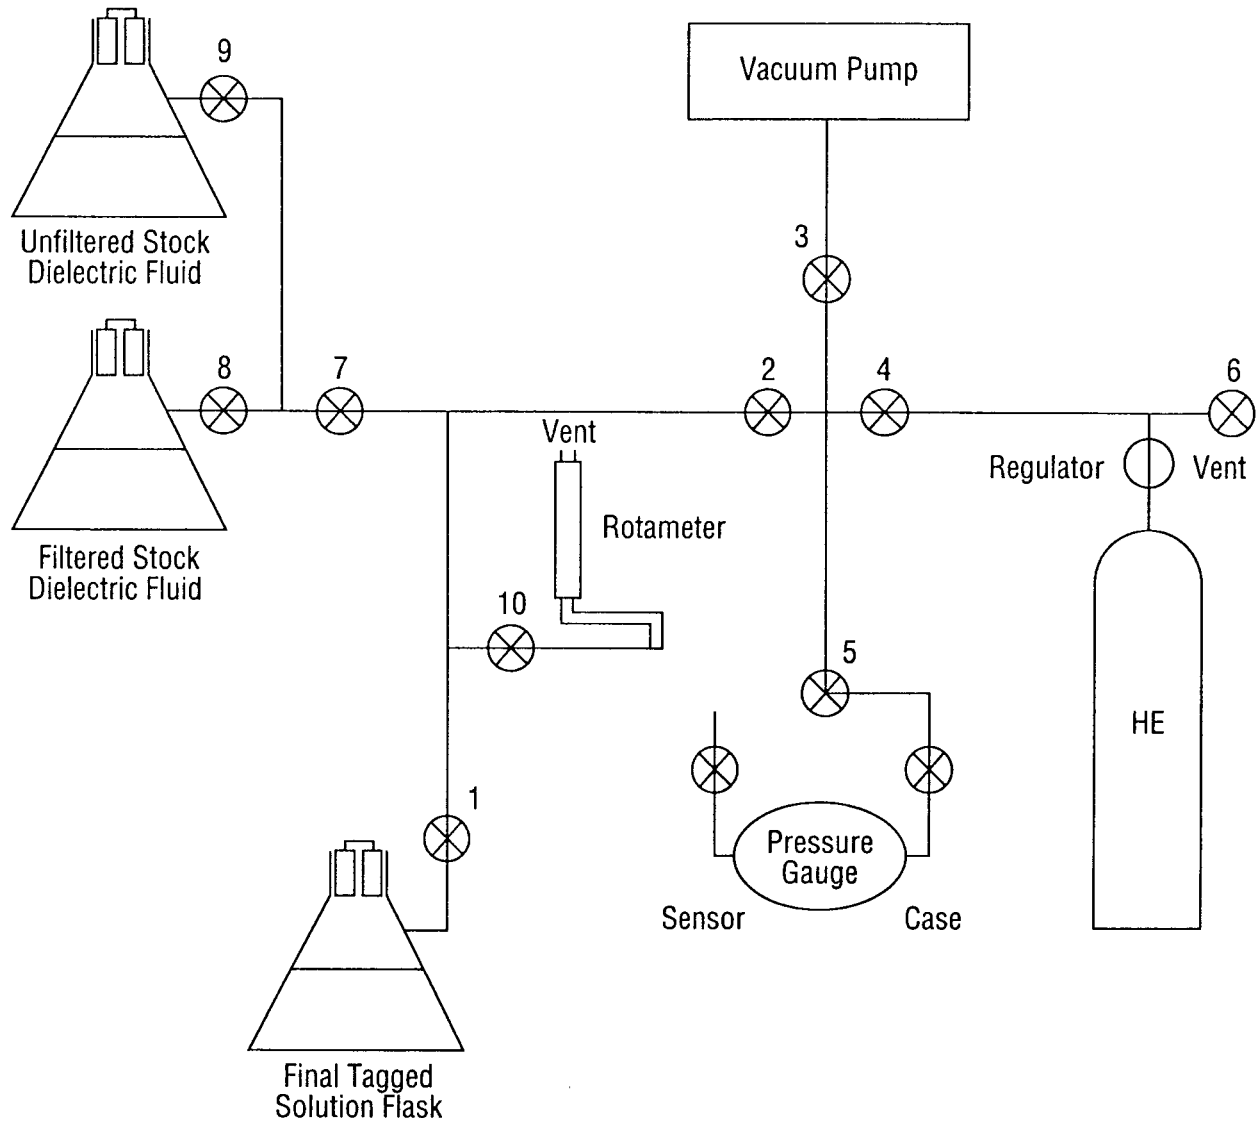 9
Vacuum Pump
Unfiltered Stock
Dielectric Fluid
3
8
7
2
4
6
Vent
Regulator
Vent
Rotameter
Filtered Stock
Dielectric Fluid
10
5
HE
1
Pressure
Gauge
Sensor
Case
Final Tagged
Solution Flask